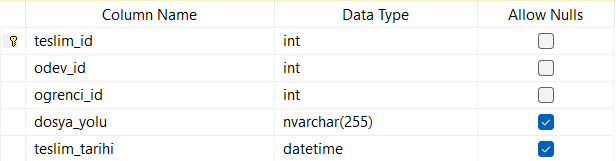 Column Name Data Type Allow Nulls
teslim_id int
odev_id int
ogrenci_id int
dosya_yolu nvarchar(255)
teslim_tarihi datetime